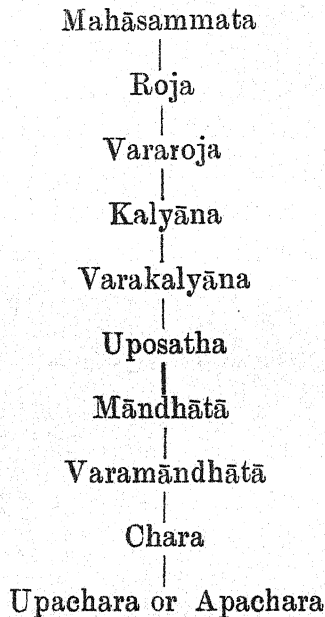 Mahāsammata
Roja
Vararoja
Kalyāna
Varakalyāna
Uposatha
Māndhātā
Varamāndhātā
Chara
Upachara or Apachara